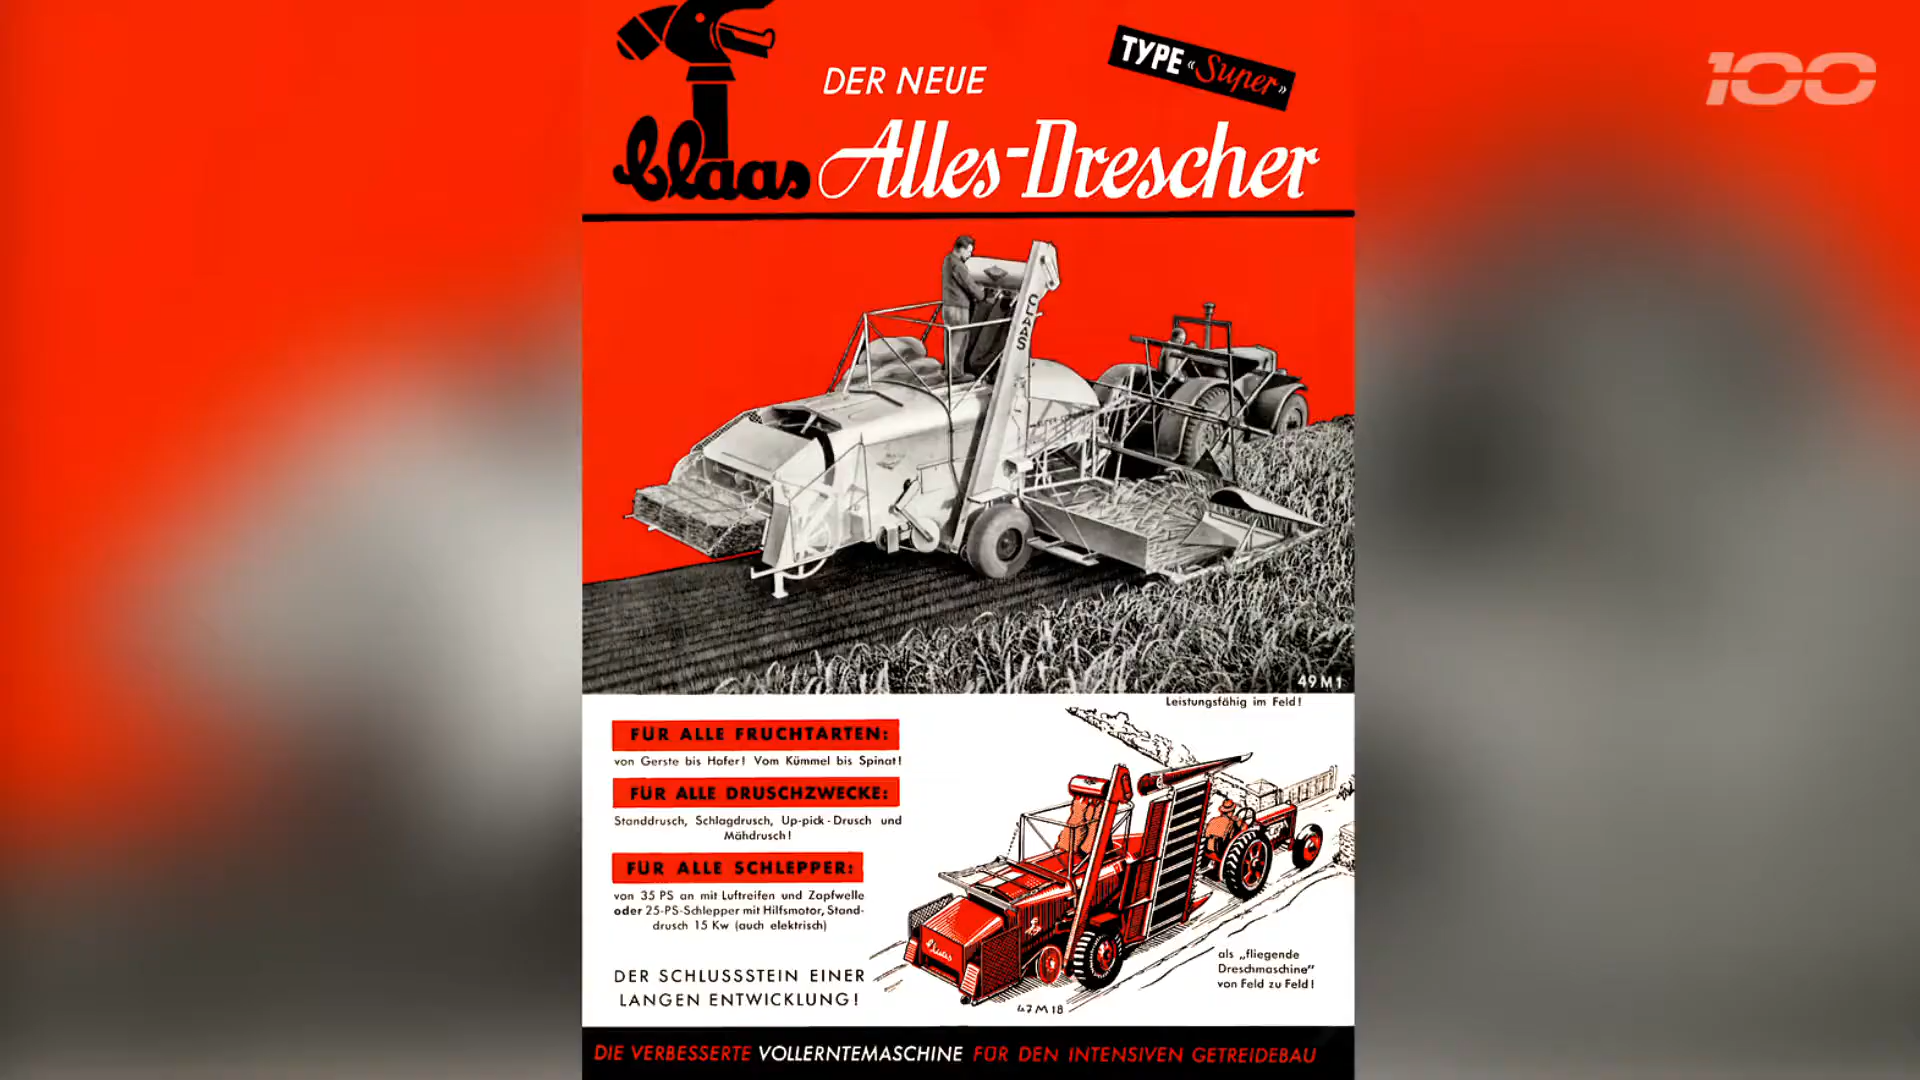 100
TYPE «Super»
DER NEUE
Claas Alles-Drescher
CLAAS
49 M 1
Leistungsfähig im Feld!
FÜR ALLE FRUCHTARTEN:
von Gerste bis Hafer! Vom Kümmel bis Spinat!
FÜR ALLE DRUSCHZWECKE:
Standdrusch, Schlagdrusch, Up-pick-Drusch und
Mähdrusch!
FÜR ALLE SCHLEPPER:
von 35 PS an mit Luftreifen und Zapfwelle
oder 25-PS-Schlepper mit Hilfsmotor, Stand-
drusch 15 Kw (auch elektrisch)
DER SCHLUSSSTEIN EINER
LANGEN ENTWICKLUNG!
Claas
als „fliegende
Dreschmaschine"
von Feld zu Feld!
47 M 18
DIE VERBESSERTE VOLLERNTEMASCHINE FÜR DEN INTENSIVEN GETREIDEBAU